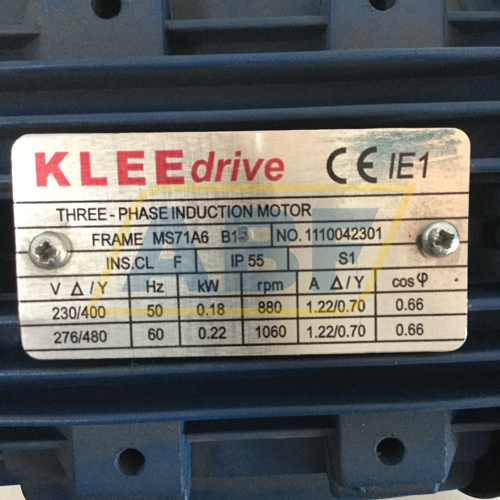 KLEEdrive CE IE1
THREE-PHASE INDUCTION MOTOR
FRAME MS71A6 B15 NO.1110042301
INS.CL F IP 55 S1
V Δ/Y Hz kW rpm A Δ/Y cosφ
230/400 50 0.18 880 1.22/0.70 0.66
276/480 60 0.22 1060 1.22/0.70 0.66
ABF